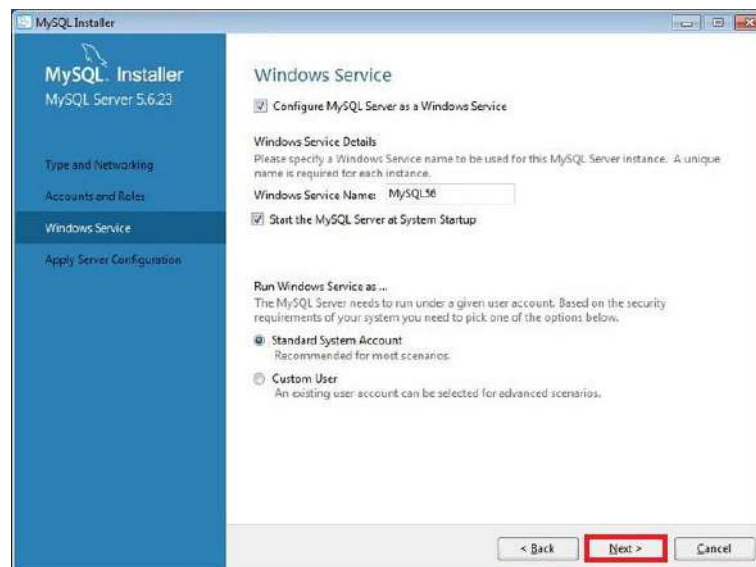 MySQL Installer
MySQL. Installer
MySQL Server 5.6.23
Type and Networking
Accounts and Roles
Windows Service
Apply Server Configuration
Windows Service
Configure MySQL Server as a Windows Service
Windows Service Details
Please specify a Windows Service name to be used for this MySQL Server instance. A unique
name is required for each instance.
Windows Service Name: MySQL56
Start the MySQL Server at System Startup
Run Windows Service as ...
The MySQL Server needs to run under a given user account. Based on the security
requirements of your system you need to pick one of the options below.
Standard System Account
Recommended for most scenarios.
Custom User
An existing user account can be selected for advanced scenarios.
< Back Next > Cancel